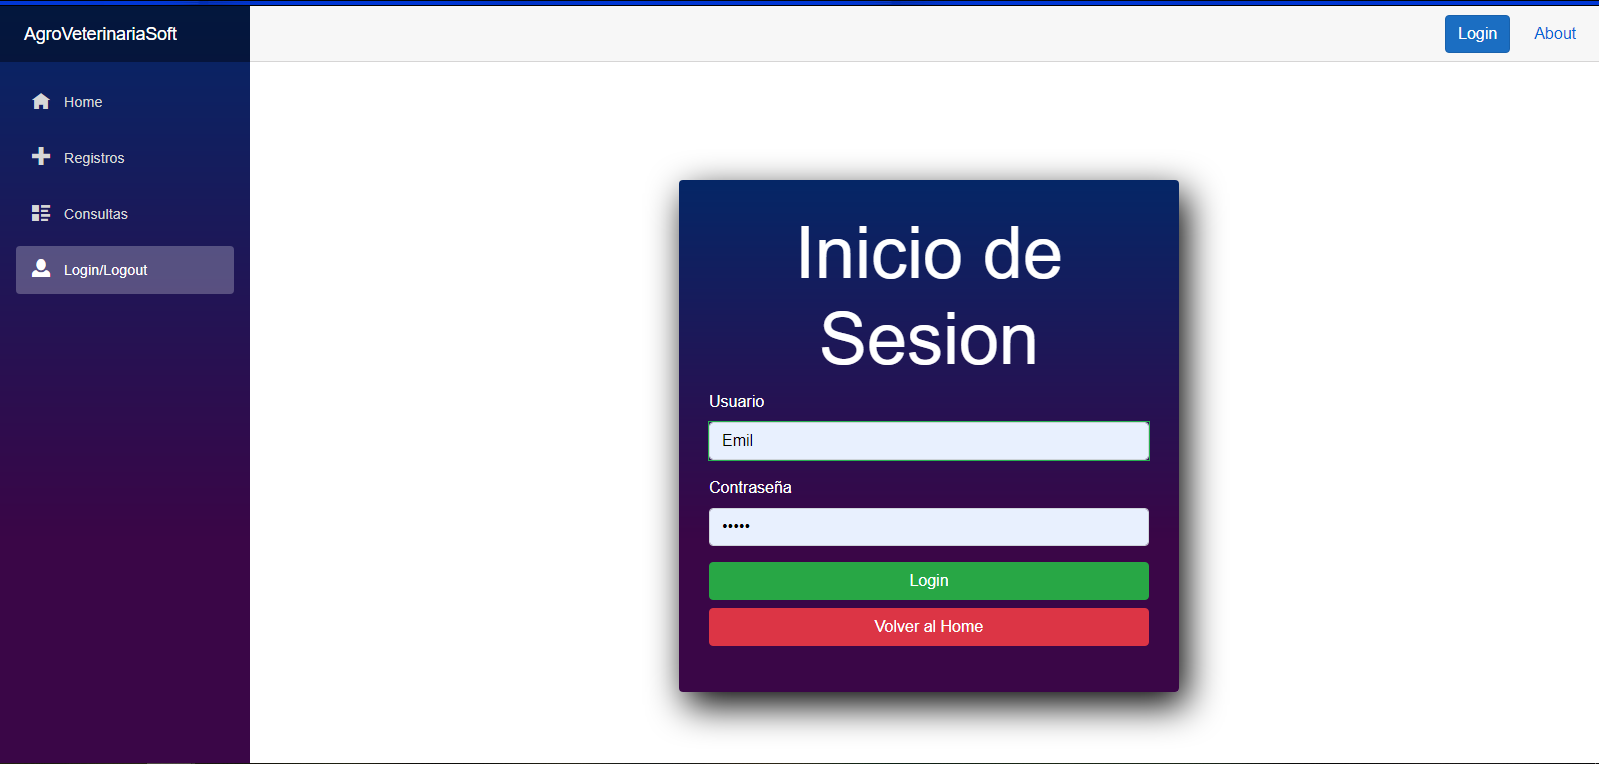 AgroVeterinariaSoft
Login About
Home
Registros
Consultas
Login/Logout
Inicio de
Sesion
Usuario
Emil
Contraseña
•••••
Login
Volver al Home